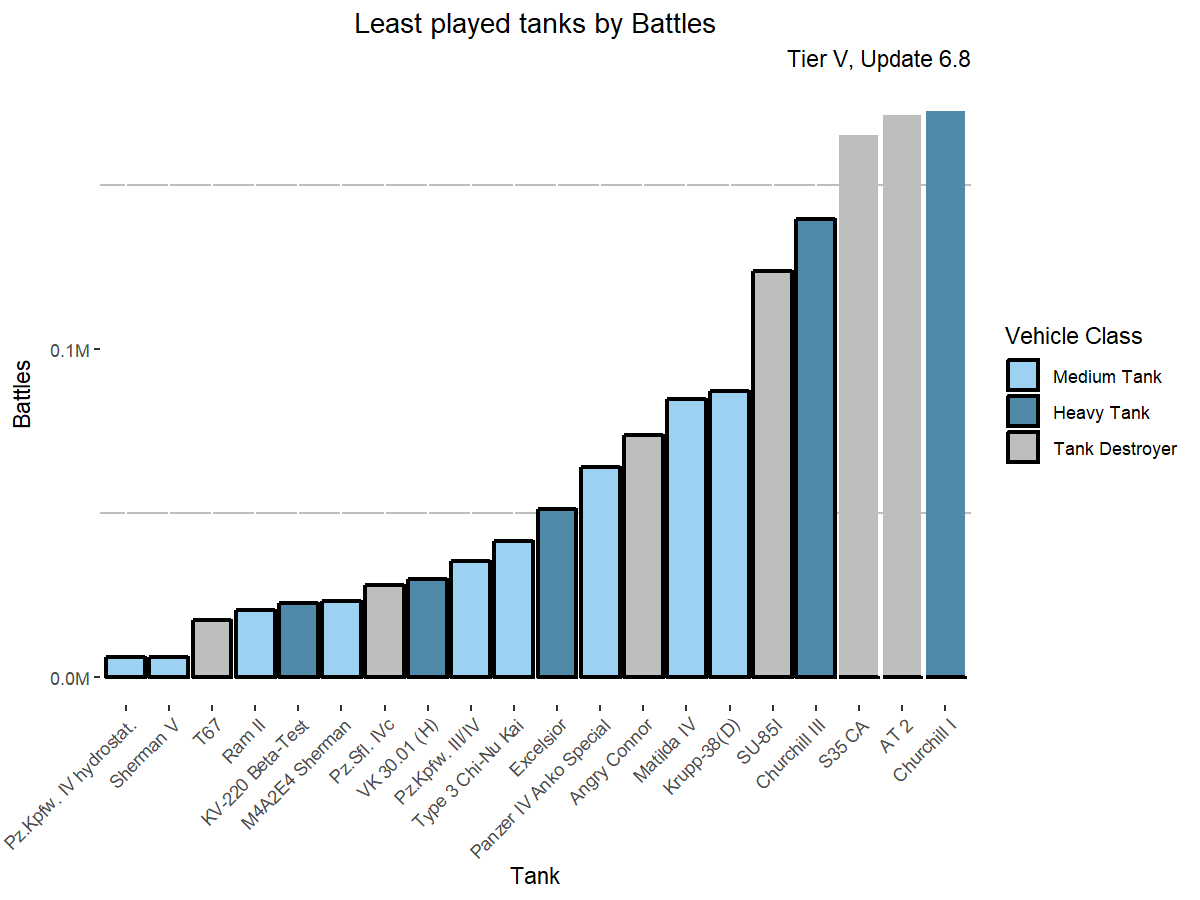 Least played tanks by Battles
Tier V, Update 6.8
Battles
0.1M
0.0M
Pz.Kpfw. IV hydrostat.
Sherman V
T67
Ram II
KV-220 Beta-Test
M4A2E4 Sherman
Pz.Sfl. IVc
VK 30.01 (H)
Pz.Kpfw. III/IV
Type 3 Chi-Nu Kai
Excelsior
Panzer IV Anko Special
Angry Connor
Matilda IV
Krupp-38(D)
SU-85I
Churchill III
S35 CA
AT 2
Churchill I
Tank
Vehicle Class
Medium Tank
Heavy Tank
Tank Destroyer